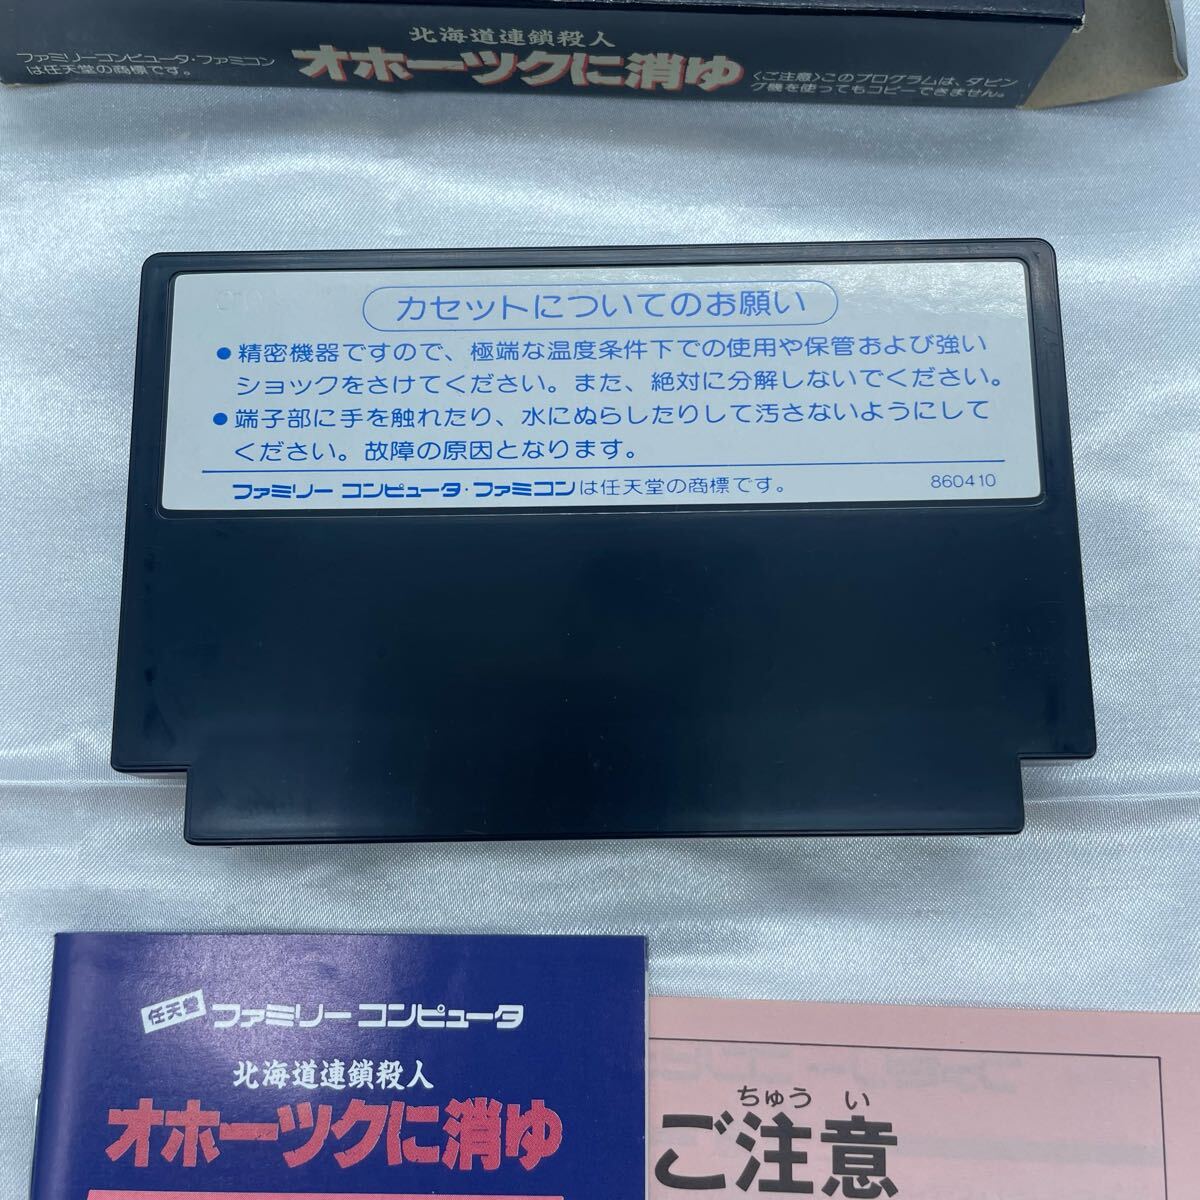 北海道連鎖殺人
オホーツクに消ゆ
ファミリーコンピュータ・ファミコン
は任天堂の商標です。
〈ご注意〉このプログラムは、ダビン
グ機を使ってもコピーできません。
カセットについてのお願い
●精密機器ですので、極端な温度条件下での使用や保管および強い
ショックをさけてください。また、絶対に分解しないでください。
●端子部に手を触れたり、水にぬらしたりして汚さないようにして
ください。故障の原因となります。
ファミリー コンピュータ・ファミコンは任天堂の商標です。
860410
任天堂 ファミリーコンピュータ
北海道連鎖殺人
オホーツクに消ゆ
ちゅう い
ご注意